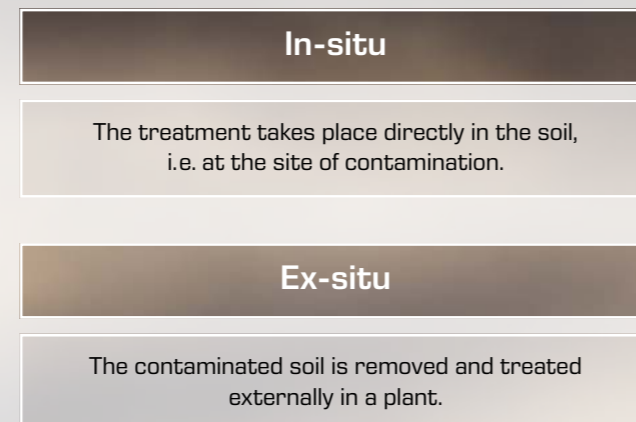 In-situ
The treatment takes place directly in the soil,
i.e. at the site of contamination.
Ex-situ
The contaminated soil is removed and treated
externally in a plant.